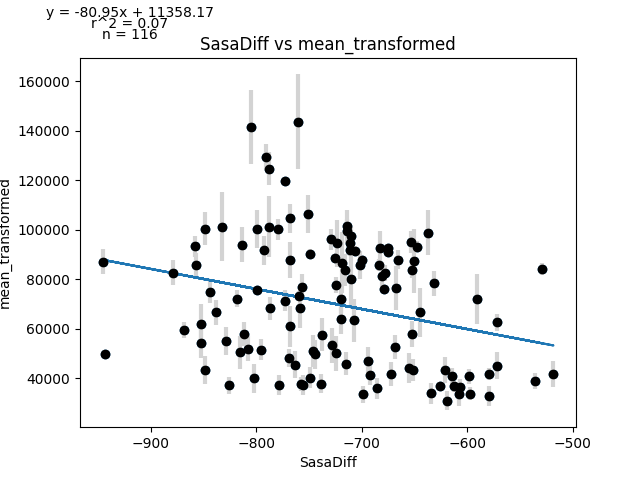 y = -80.95x + 11358.17
r^2 = 0.07
n = 116
SasaDiff vs mean_transformed
160000
140000
120000
100000
80000
60000
40000
mean_transformed
−900
−800
−700
−600
−500
SasaDiff